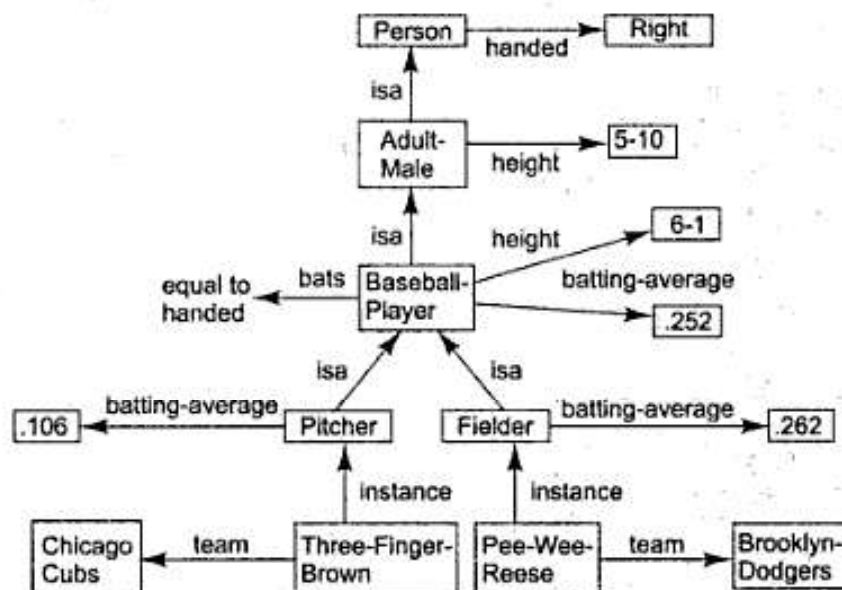 Person
handed
Right
isa
Adult-
Male
height
5-10
isa
height
6-1
equal to
handed
bats
Baseball-
Player
batting-average
.252
isa
isa
.106
batting-average
Pitcher
Fielder
batting-average
.262
instance
instance
Chicago
Cubs
team
Three-Finger-
Brown
Pee-Wee-
Reese
team
Brooklyn-
Dodgers